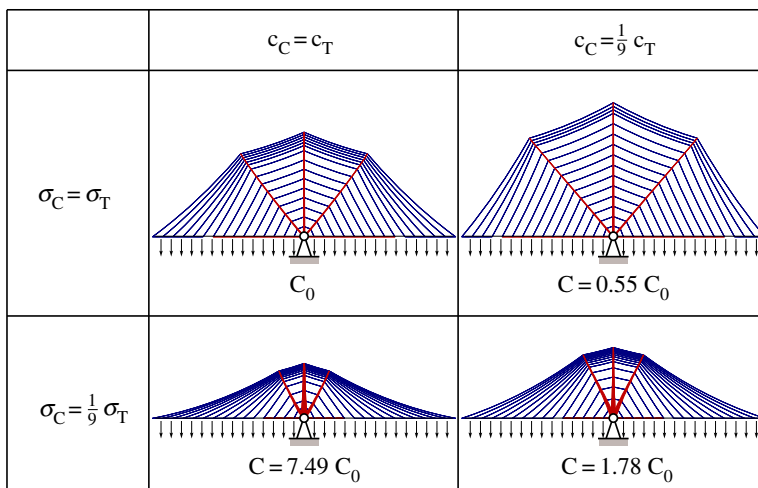 c_C = c_T
c_C = 1/9 c_T
σ_C = σ_T
C_0
C = 0.55 C_0
σ_C = 1/9 σ_T
C = 7.49 C_0
C = 1.78 C_0